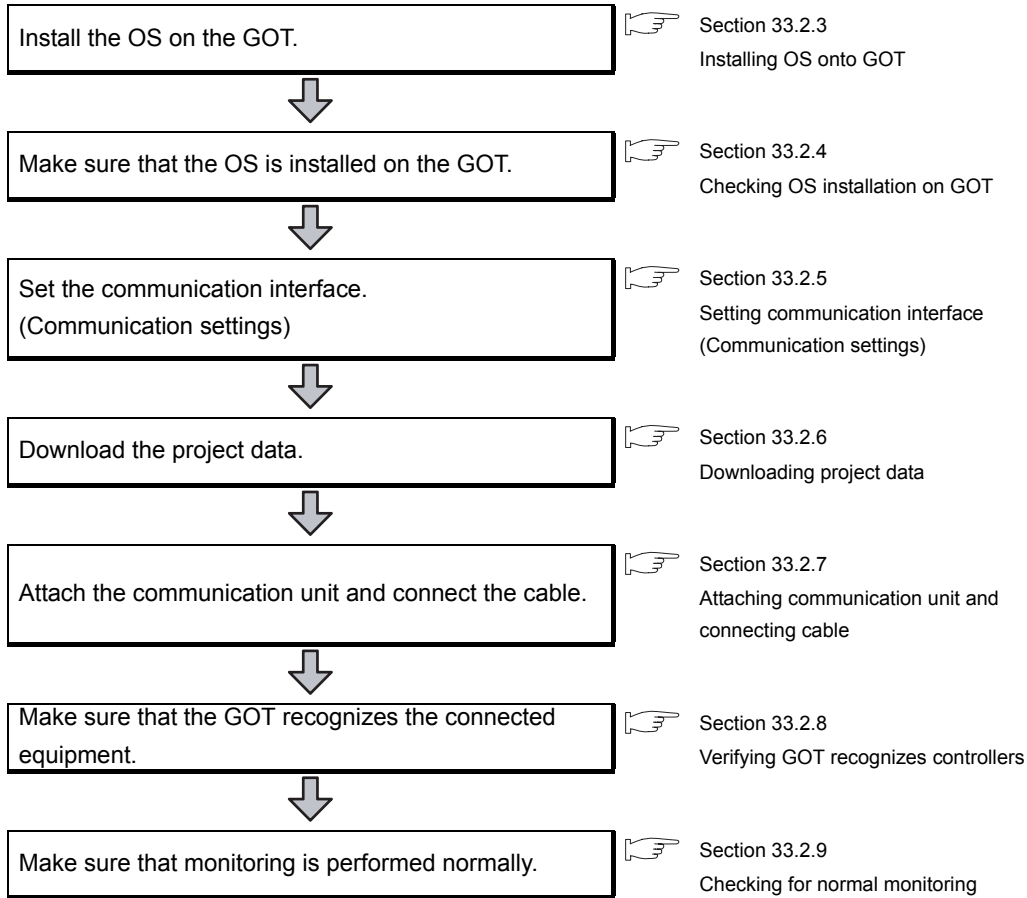 Install the OS on the GOT.
Section 33.2.3
Installing OS onto GOT
Make sure that the OS is installed on the GOT.
Section 33.2.4
Checking OS installation on GOT
Set the communication interface.
(Communication settings)
Section 33.2.5
Setting communication interface
(Communication settings)
Download the project data.
Section 33.2.6
Downloading project data
Attach the communication unit and connect the cable.
Section 33.2.7
Attaching communication unit and
connecting cable
Make sure that the GOT recognizes the connected
equipment.
Section 33.2.8
Verifying GOT recognizes controllers
Make sure that monitoring is performed normally.
Section 33.2.9
Checking for normal monitoring